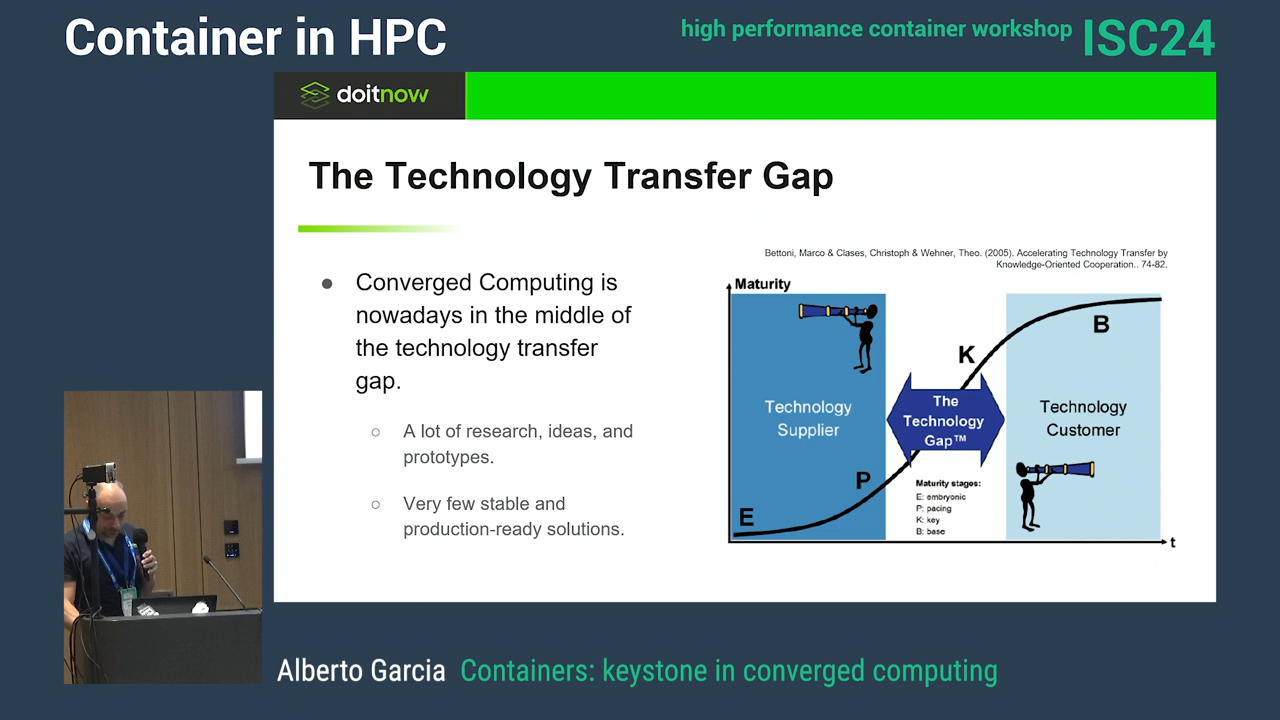 Container in HPC
high performance container workshop ISC24
doitnow
The Technology Transfer Gap
Bettoni, Marco & Clases, Christoph & Wehner, Theo. (2005). Accelerating Technology Transfer by
Knowledge-Oriented Cooperation.. 74-82.
● Converged Computing is
nowadays in the middle of
the technology transfer
gap.
○ A lot of research, ideas, and
prototypes.
○ Very few stable and
production-ready solutions.
Maturity
Technology
Supplier
The
Technology
Gap™
Technology
Customer
E
P
K
B
Maturity stages:
E: embryonic
P: pacing
K: key
B: base
t
Alberto Garcia Containers: keystone in converged computing